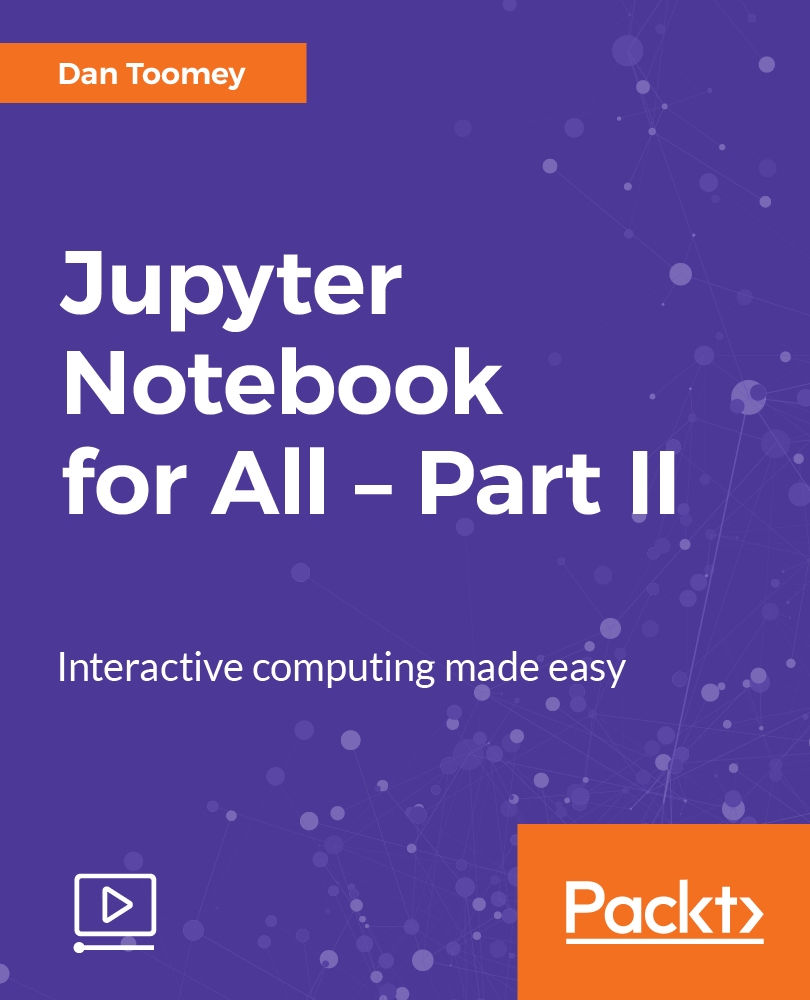 Dan Toomey
Jupyter
Notebook
for All – Part II
Interactive computing made easy
Packt>